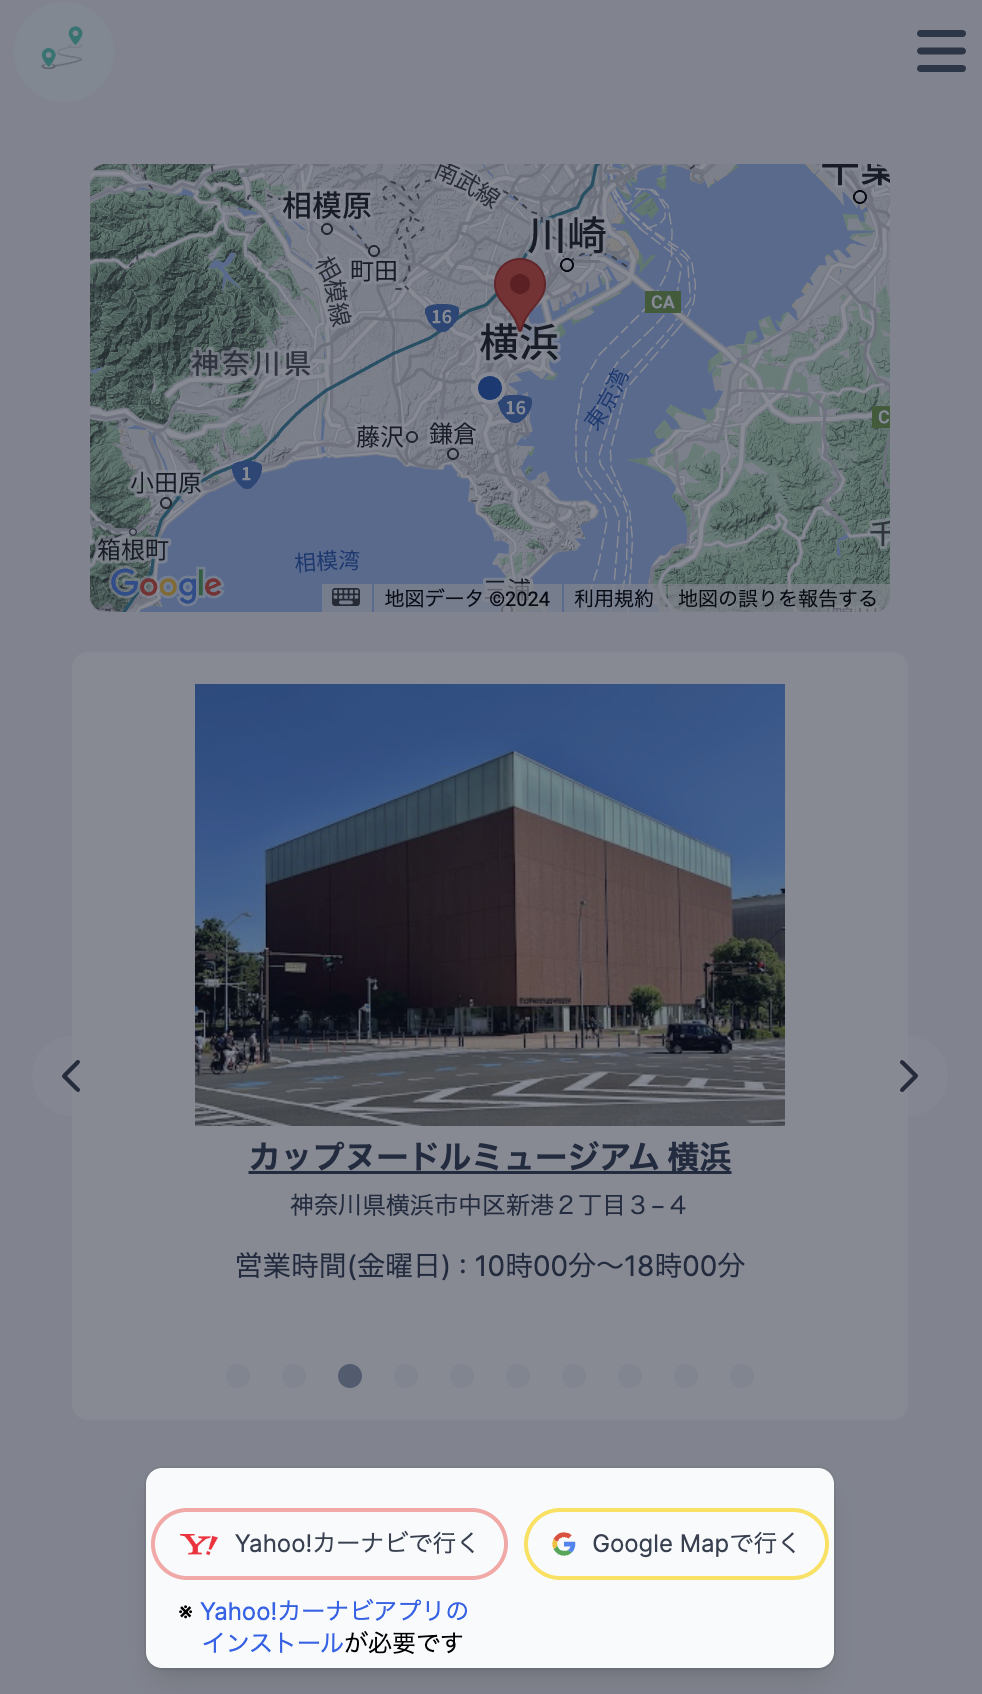 千葉
南武線
相模原
川崎
町田
相模線
16
CA
横浜
神奈川県
16
東京湾
C
藤沢
鎌倉
小田原
1
千
箱根町
相模湾
三浦
Google
地図データ ©2024
利用規約
地図の誤りを報告する
カップヌードルミュージアム 横浜
神奈川県横浜市中区新港２丁目３−４
営業時間(金曜日) : 10時00分〜18時00分
Y! Yahoo!カーナビで行く
G Google Mapで行く
※ Yahoo!カーナビアプリの
インストールが必要です